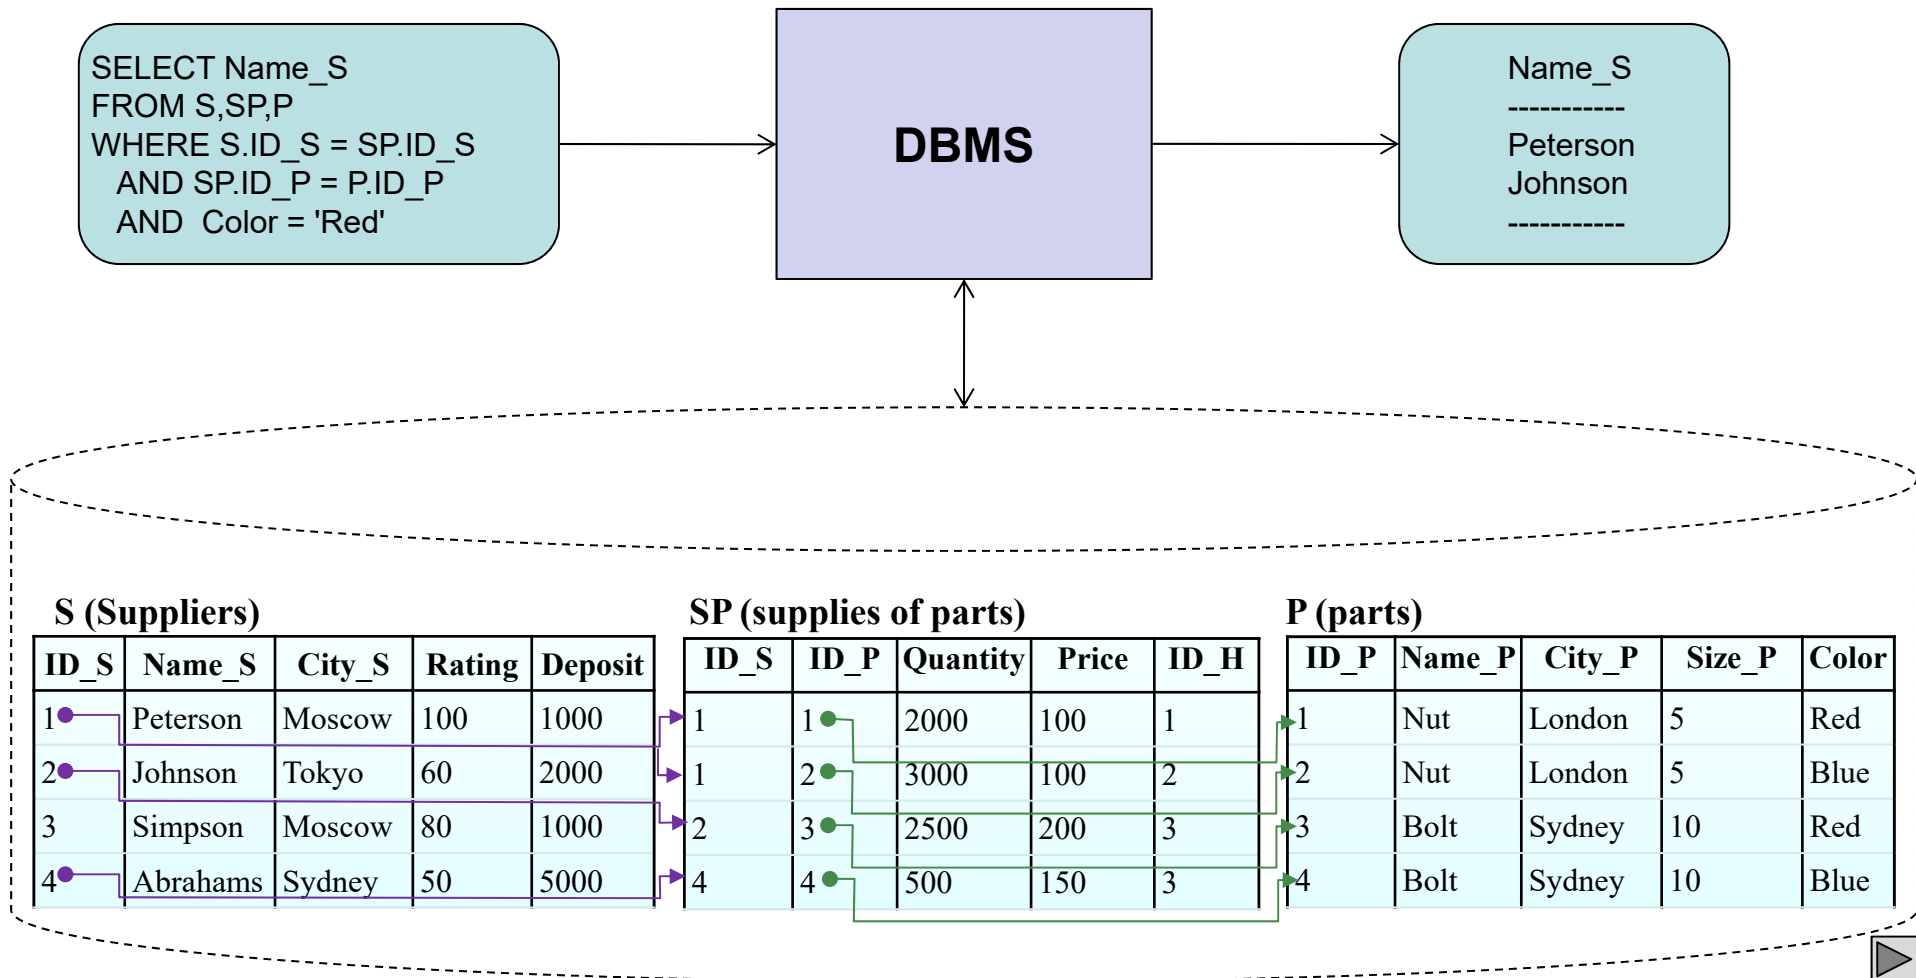 SELECT Name_S
FROM S,SP,P
WHERE S.ID_S = SP.ID_S
AND SP.ID_P = P.ID_P
AND  Color = 'Red'
DBMS
Name_S
-----------
Peterson
Johnson
-----------
S (Suppliers)
ID_S Name_S City_S Rating Deposit
1 Peterson Moscow 100 1000
2 Johnson Tokyo 60 2000
3 Simpson Moscow 80 1000
4 Abrahams Sydney 50 5000
SP (supplies of parts)
ID_S ID_P Quantity Price ID_H
1 1 2000 100 1
1 2 3000 100 2
2 3 2500 200 3
4 4 500 150 3
P (parts)
ID_P Name_P City_P Size_P Color
1 Nut London 5 Red
2 Nut London 5 Blue
3 Bolt Sydney 10 Red
4 Bolt Sydney 10 Blue